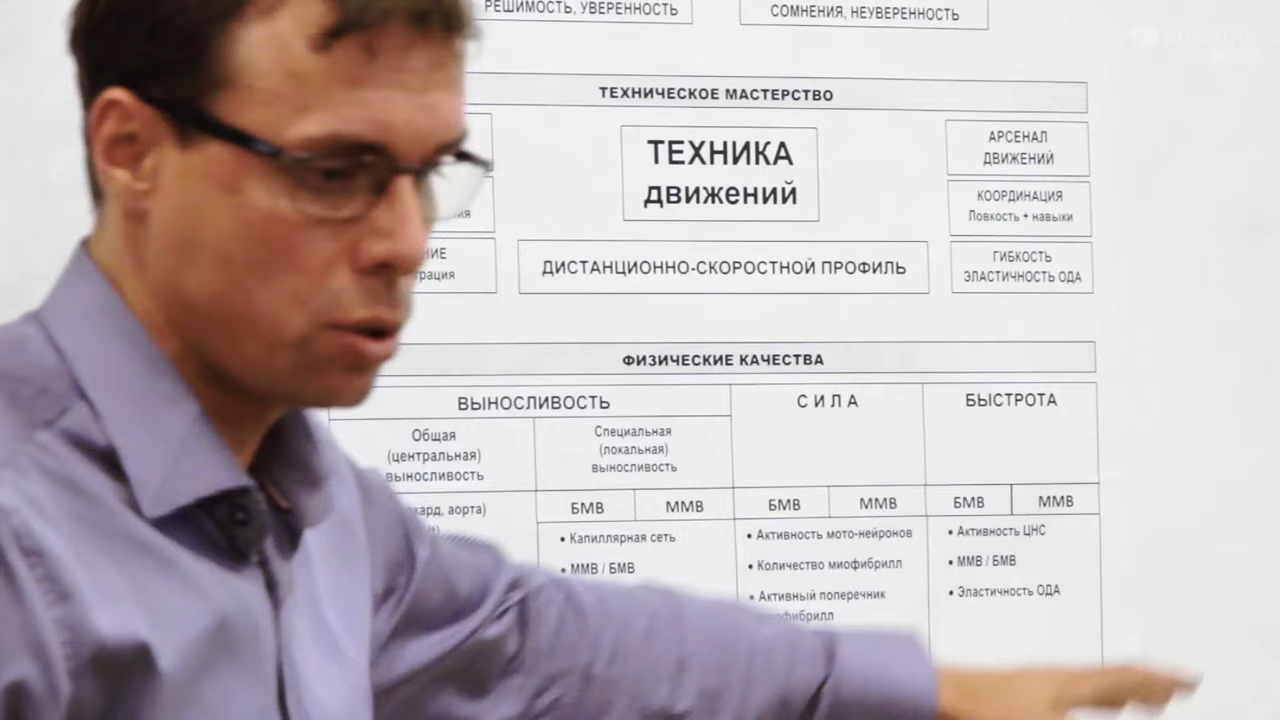 РЕШИМОСТЬ, УВЕРЕННОСТЬ
СОМНЕНИЯ, НЕУВЕРЕННОСТЬ
ТЕХНИЧЕСКОЕ МАСТЕРСТВО
ТЕХНИКА
движений
АРСЕНАЛ
ДВИЖЕНИЙ
КООРДИНАЦИЯ
Ловкость + навыки
ДИСТАНЦИОННО-СКОРОСТНОЙ ПРОФИЛЬ
ГИБКОСТЬ
ЭЛАСТИЧНОСТЬ ОДА
ФИЗИЧЕСКИЕ КАЧЕСТВА
ВЫНОСЛИВОСТЬ
С И Л А
БЫСТРОТА
Общая
(центральная)
выносливость
Специальная
(локальная)
выносливость
БМВ
ММВ
БМВ
ММВ
БМВ
ММВ
аорта)
• Капиллярная сеть
• ММВ / БМВ
• Активность мото-нейронов
• Количество миофибрилл
• Активный поперечник
• Активность ЦНС
• ММВ / БМВ
• Эластичность ОДА